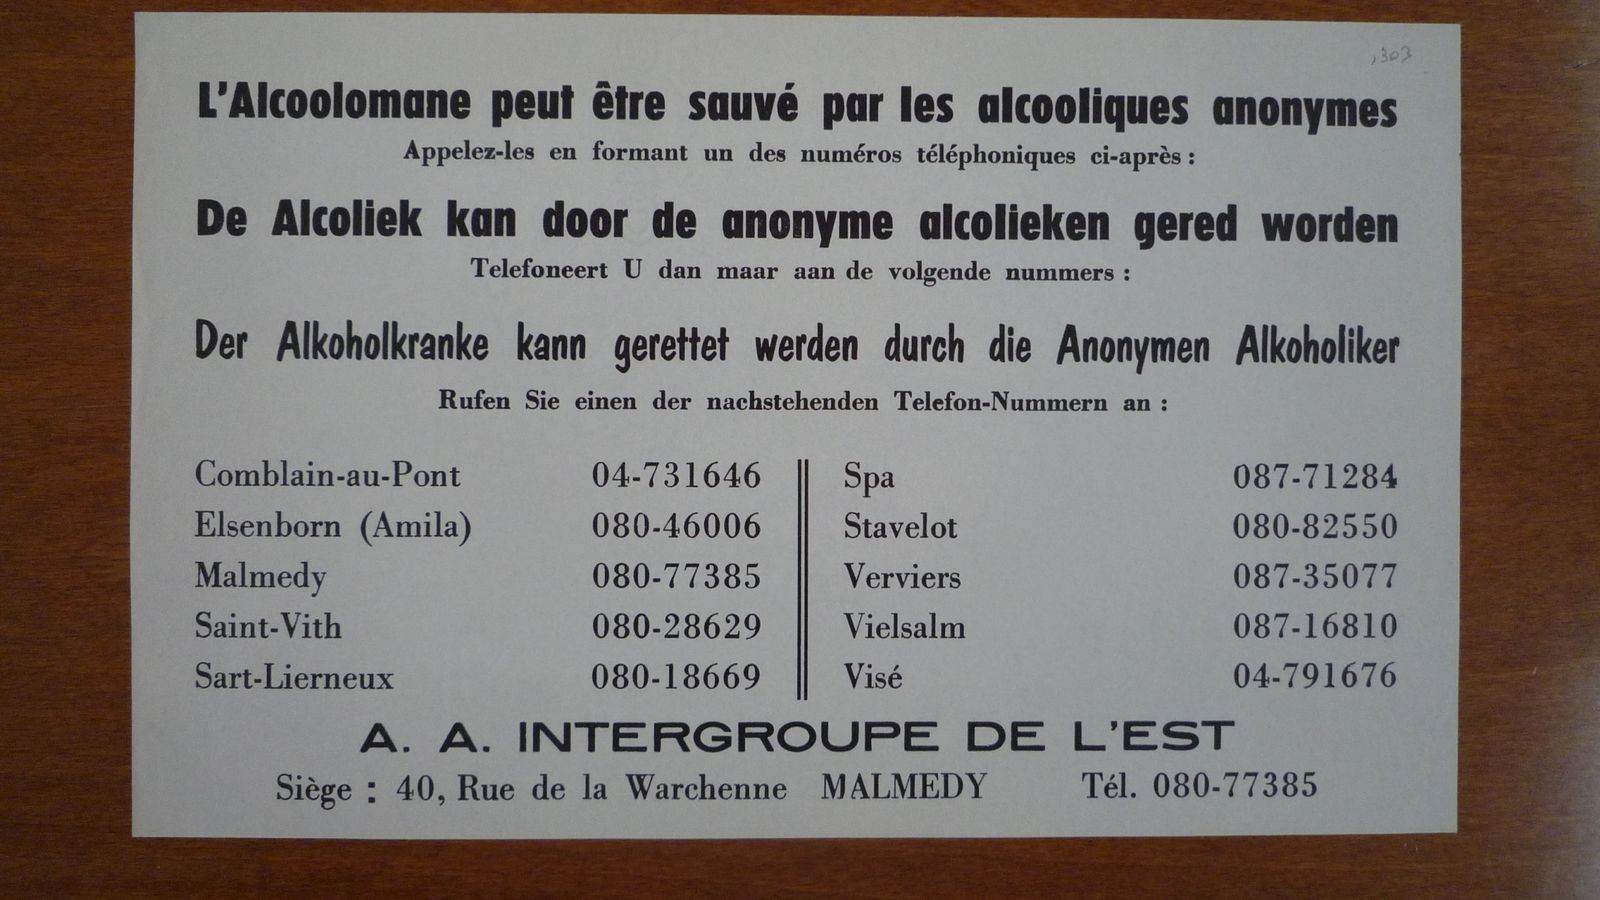 ,303
L'Alcoolomane peut être sauvé par les alcooliques anonymes
Appelez-les en formant un des numéros téléphoniques ci-après :
De Alcoliek kan door de anonyme alcolieken gered worden
Telefoneert U dan maar aan de volgende nummers :
Der Alkoholkranke kann gerettet werden durch die Anonymen Alkoholiker
Rufen Sie einen der nachstehenden Telefon-Nummern an :
Comblain-au-Pont 04-731646
Elsenborn (Amila) 080-46006
Malmedy 080-77385
Saint-Vith 080-28629
Sart-Lierneux 080-18669
Spa 087-71284
Stavelot 080-82550
Verviers 087-35077
Vielsalm 087-16810
Visé 04-791676
A. A. INTERGROUPE DE L'EST
Siège : 40, Rue de la Warchenne MALMEDY Tél. 080-77385